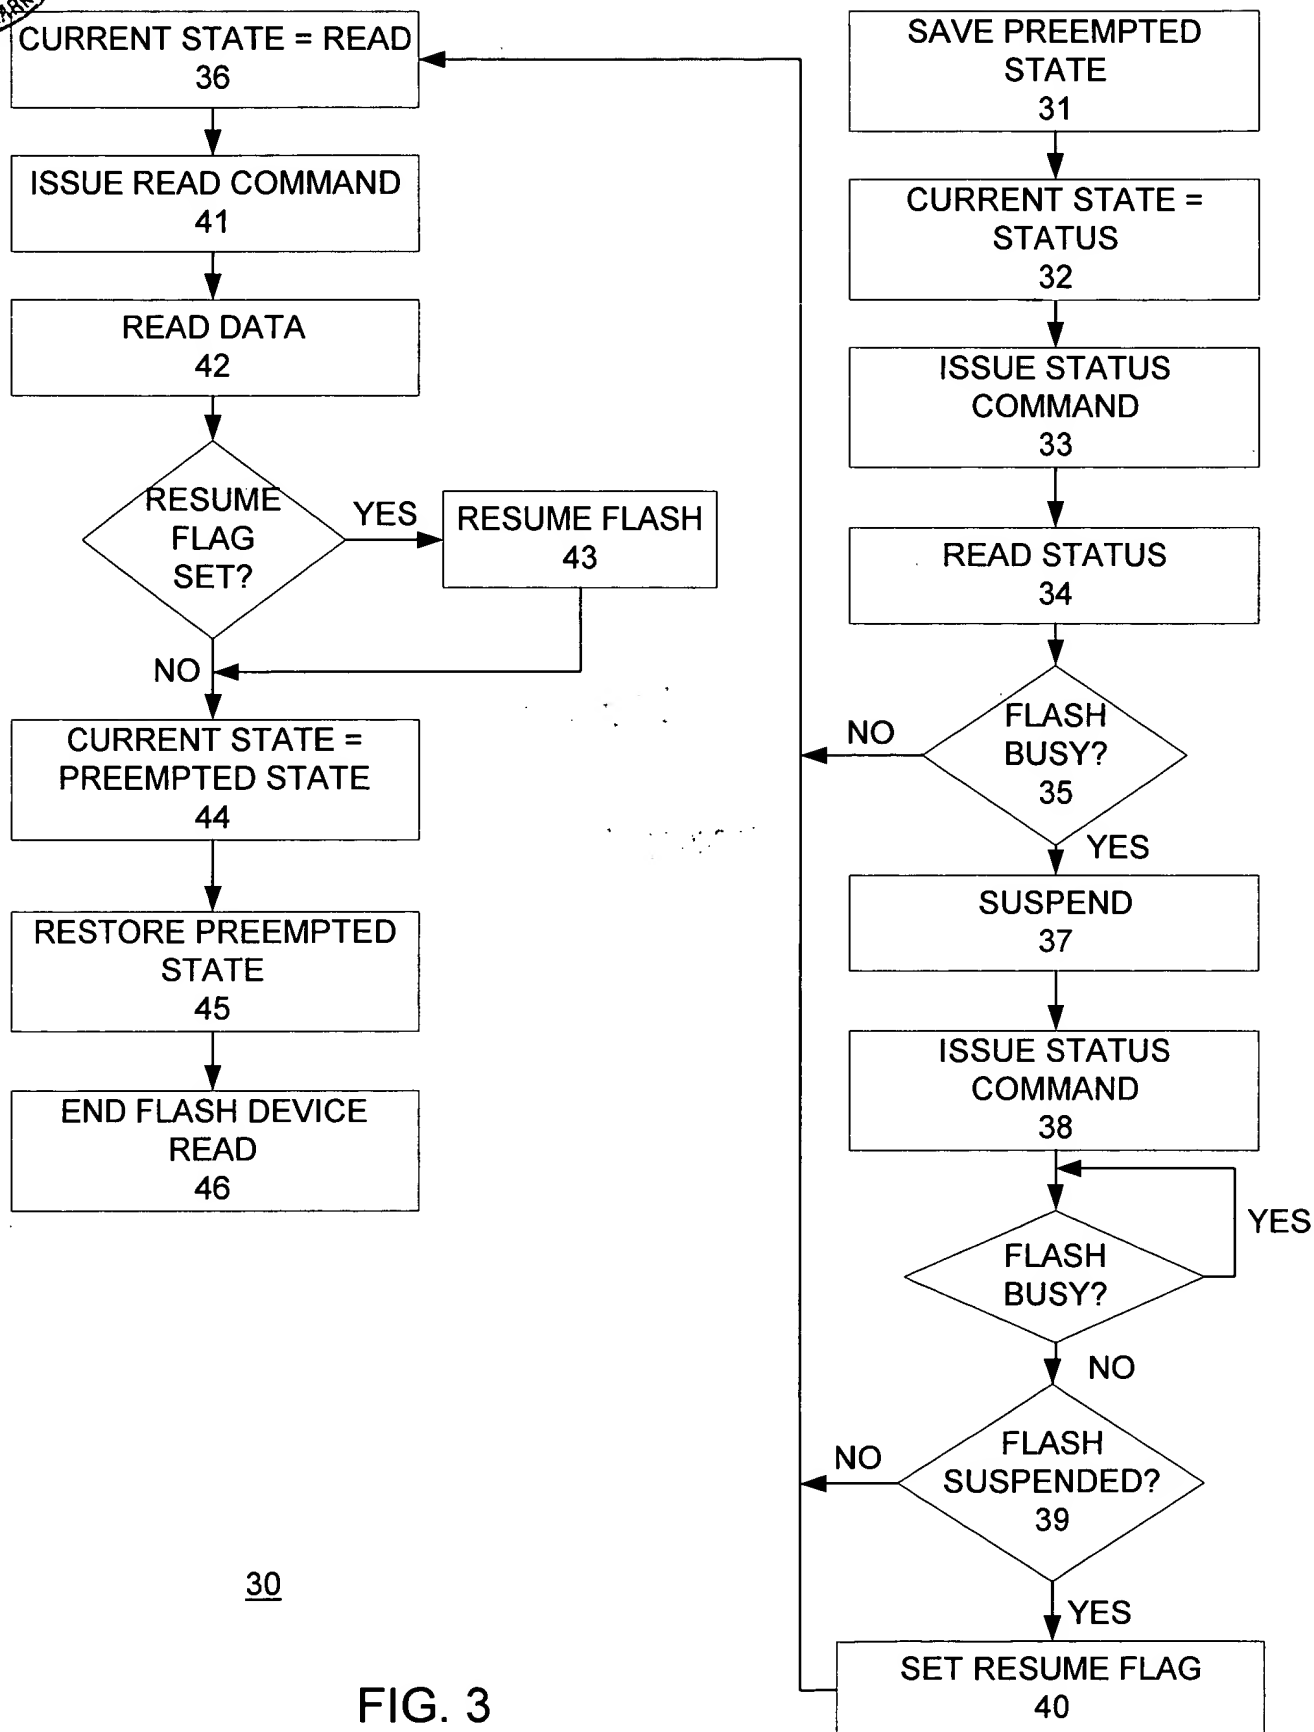 CURRENT STATE = READ
36
ISSUE READ COMMAND
41
READ DATA
42
RESUME
FLAG
SET?
YES
RESUME FLASH
43
NO
CURRENT STATE =
PREEMPTED STATE
44
RESTORE PREEMPTED
STATE
45
END FLASH DEVICE
READ
46
SAVE PREEMPTED
STATE
31
CURRENT STATE =
STATUS
32
ISSUE STATUS
COMMAND
33
READ STATUS
34
FLASH
BUSY?
35
NO
YES
SUSPEND
37
ISSUE STATUS
COMMAND
38
FLASH
BUSY?
YES
NO
FLASH
SUSPENDED?
39
NO
YES
SET RESUME FLAG
40
30
FIG. 3